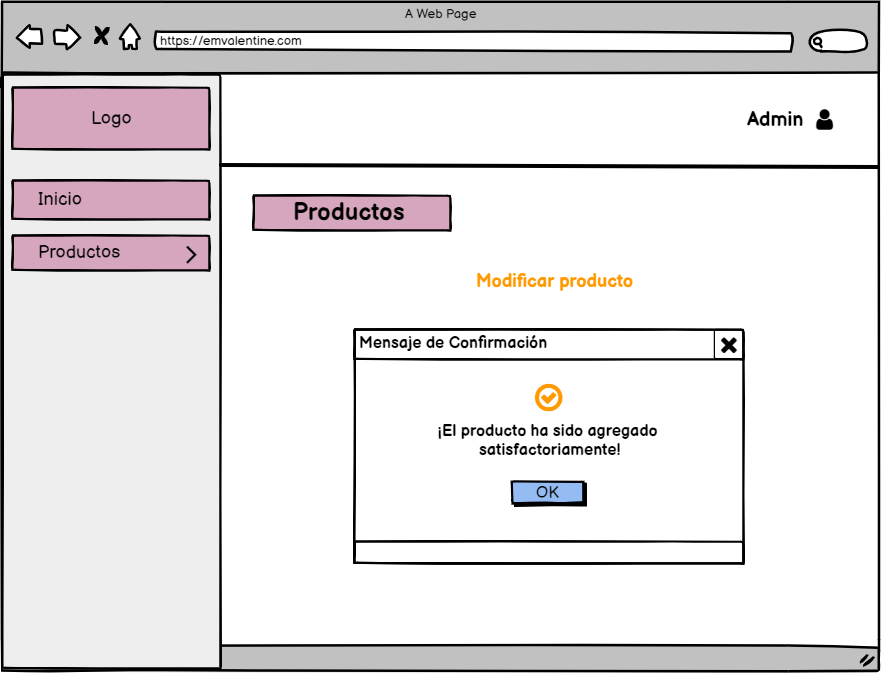 A Web Page
https://emvalentine.com
Logo
Admin
Inicio
Productos
Productos
Modificar producto
Mensaje de Confirmación
¡El producto ha sido agregado
satisfactoriamente!
OK